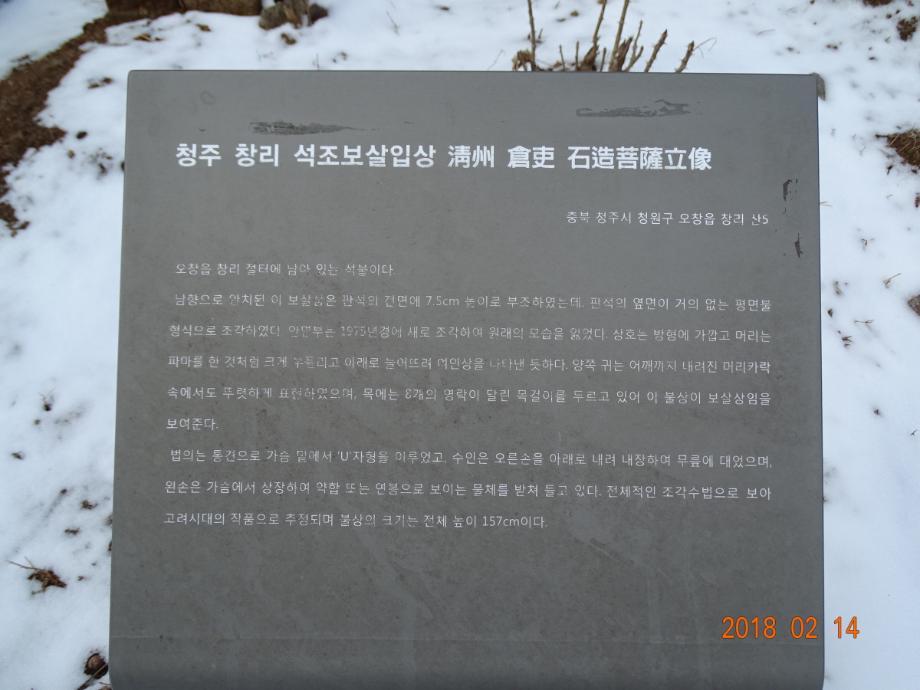 청주 창리 석조보살입상 淸州 倉吏 石造菩薩立像
충북 청주시 청원구 오창읍 창리 산5
오창읍 창리 절터에 남아 있는 석불이다.
남향으로 안치된 이 보살상은 판석의 전면에 7.5cm 높이로 부조하였는데, 판석의 옆면이 거의 없는 평면불
형식으로 조각하였다. 안면부는 1975년경에 새로 조각하여 원래의 모습을 잃었다. 상호는 방형에 가깝고 머리는
파마를 한 것처럼 크게 부풀리고 아래로 늘어뜨려 여인상을 나타낸 듯하다. 양쪽 귀는 어깨까지 내려진 머리카락
속에서도 뚜렷하게 표현하였으며, 목에는 8개의 영락이 달린 목걸이를 두르고 있어 이 불상이 보살상임을
보여준다.
법의는 통견으로 가슴 밑에서 'U'자형을 이루었고, 수인은 오른손을 아래로 내려 내장하여 무릎에 대었으며,
왼손은 가슴에서 상장하여 약합 또는 연봉으로 보이는 물체를 받쳐 들고 있다. 전체적인 조각수법으로 보아
고려시대의 작품으로 추정되며 불상의 크기는 전체 높이 157cm이다.
2018 02 14